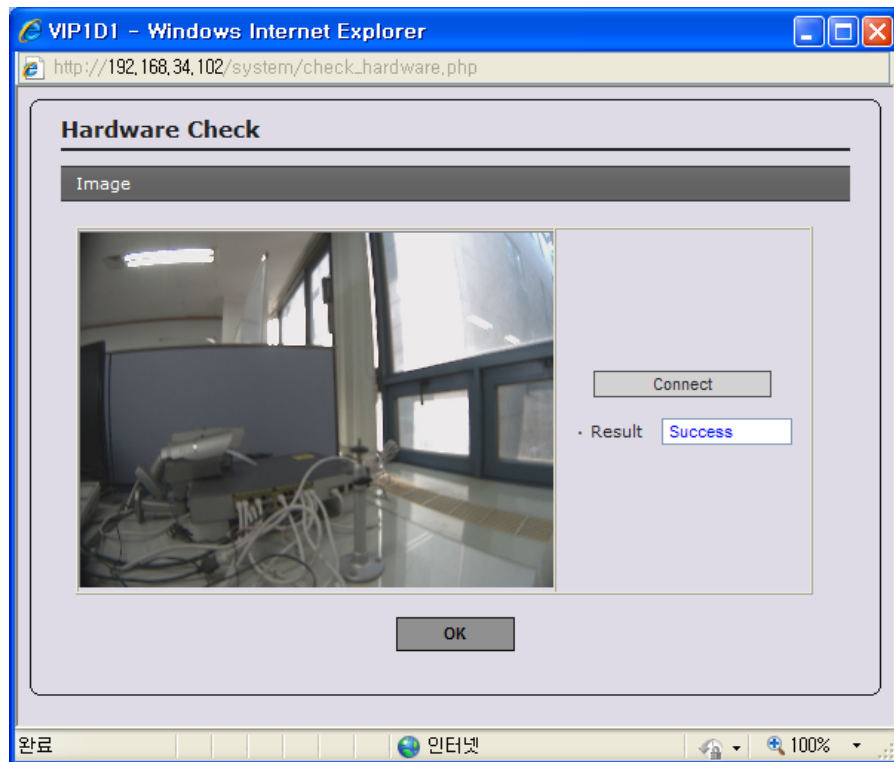 VIP1D1 - Windows Internet Explorer
http://192,168,34,102/system/check_hardware,php
Hardware Check
Image
Connect
· Result Success
OK
완료 인터넷 100%